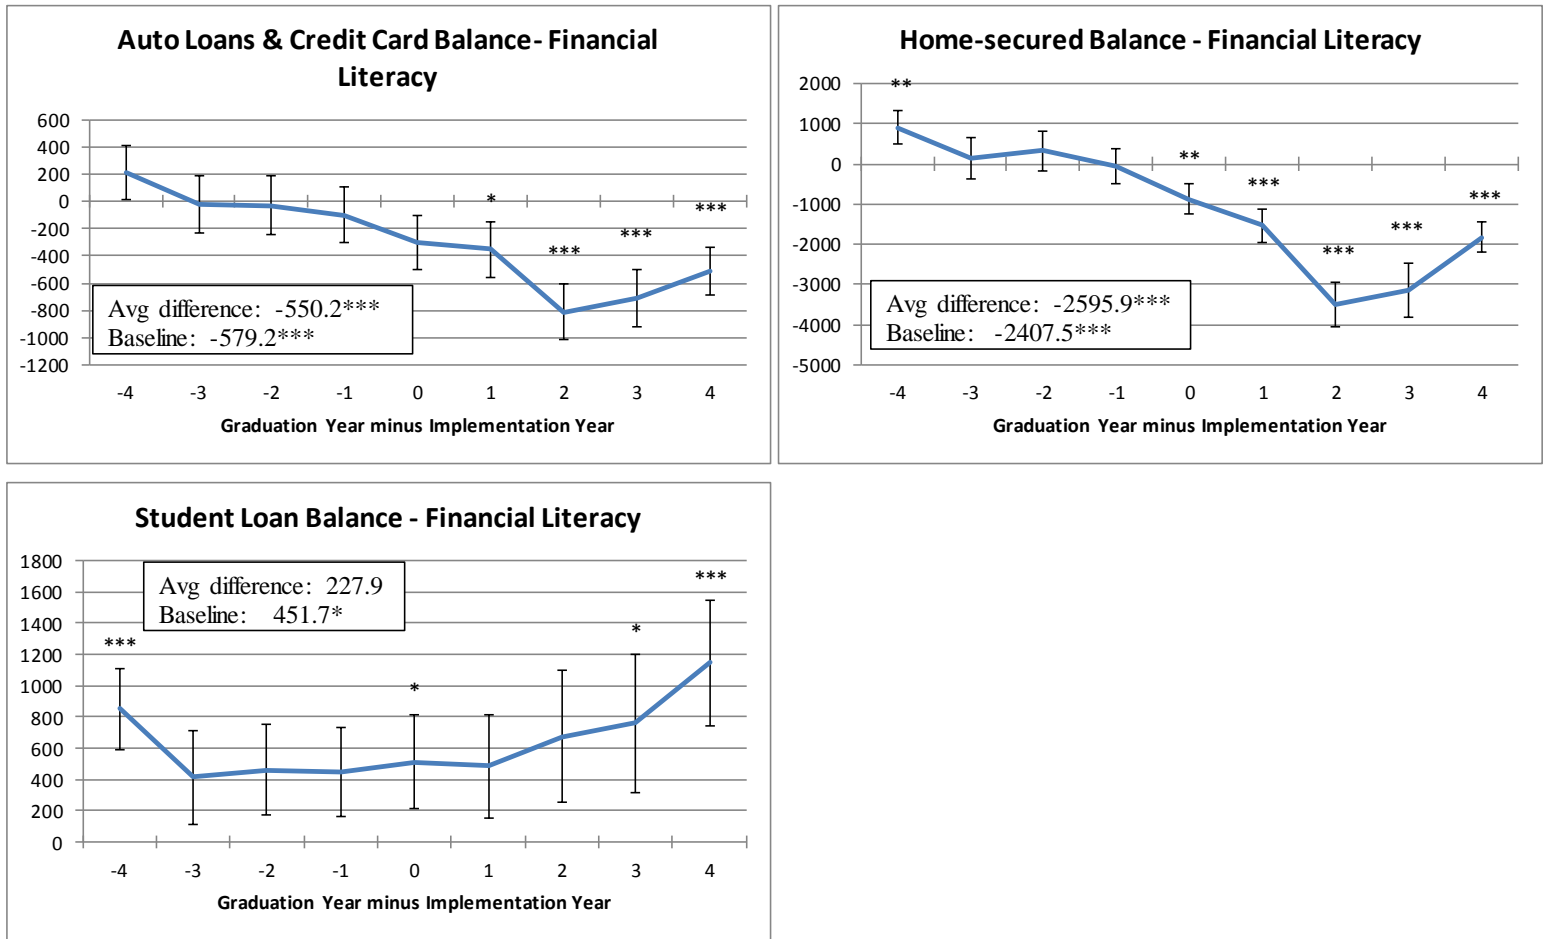 Auto Loans & Credit Card Balance- Financial
Literacy
600
400
200
0
-200
-400
-600
-800
-1000
-1200
*
***
***
***
Avg difference: -550.2***
Baseline: -579.2***
-4 -3 -2 -1 0 1 2 3 4
Graduation Year minus Implementation Year
Home-secured Balance - Financial Literacy
2000
1000
0
-1000
-2000
-3000
-4000
-5000
**
**
***
***
***
***
Avg difference: -2595.9***
Baseline: -2407.5***
-4 -3 -2 -1 0 1 2 3 4
Graduation Year minus Implementation Year
Student Loan Balance - Financial Literacy
1800
1600
1400
1200
1000
800
600
400
200
0
Avg difference: 227.9
Baseline: 451.7*
***
*
*
***
-4 -3 -2 -1 0 1 2 3 4
Graduation Year minus Implementation Year